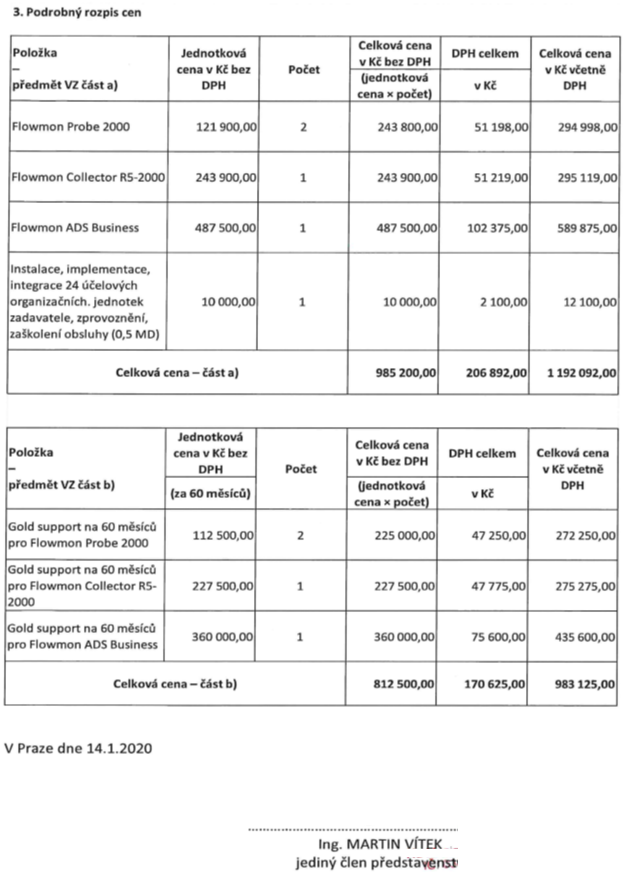 3. Podrobný rozpis cen
Položka
–
předmět VZ část a)
Jednotková
cena v Kč bez
DPH
Počet
Celková cena
v Kč bez DPH
(jednotková
cena × počet)
DPH celkem
v Kč
Celková cena
v Kč včetně
DPH
Flowmon Probe 2000
121 900,00
2
243 800,00
51 198,00
294 998,00
Flowmon Collector R5-2000
243 900,00
1
243 900,00
51 219,00
295 119,00
Flowmon ADS Business
487 500,00
1
487 500,00
102 375,00
589 875,00
Instalace, implementace,
integrace 24 účelových
organizačních. jednotek
zadavatele, zprovoznění,
zaškolení obsluhy (0,5 MD)
10 000,00
1
10 000,00
2 100,00
12 100,00
Celková cena – část a)
985 200,00
206 892,00
1 192 092,00
Položka
–
předmět VZ část b)
Jednotková
cena v Kč bez
DPH
(za 60 měsíců)
Počet
Celková cena
v Kč bez DPH
(jednotková
cena × počet)
DPH celkem
v Kč
Celková cena
v Kč včetně
DPH
Gold support na 60 měsíců
pro Flowmon Probe 2000
112 500,00
2
225 000,00
47 250,00
272 250,00
Gold support na 60 měsíců
pro Flowmon Collector R5-
2000
227 500,00
1
227 500,00
47 775,00
275 275,00
Gold support na 60 měsíců
pro Flowmon ADS Business
360 000,00
1
360 000,00
75 600,00
435 600,00
Celková cena – část b)
812 500,00
170 625,00
983 125,00
V Praze dne 14.1.2020
Ing. MARTIN VÍTEK
jediný člen představenst